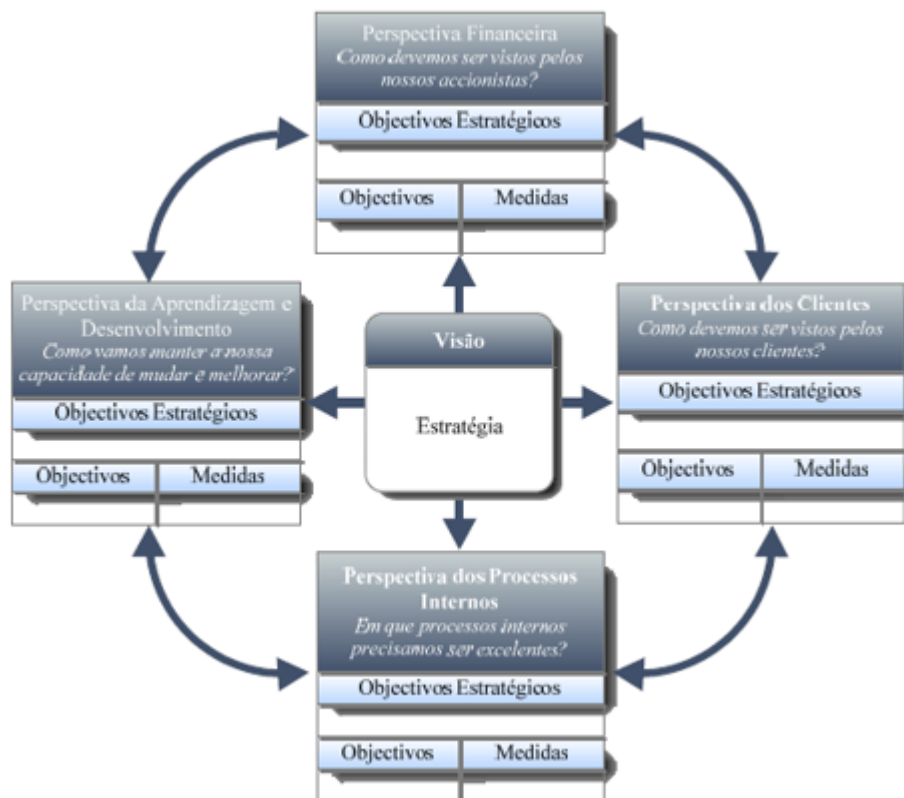 Perspectiva Financeira
Como devemos ser vistos pelos
nossos accionistas?
Objectivos Estratégicos
Objectivos
Medidas
Perspectiva da Aprendizagem e
Desenvolvimento
Como vamos manter a nossa
capacidade de mudar e melhorar?
Objectivos Estratégicos
Objectivos
Medidas
Visão
Estratégia
Perspectiva dos Clientes
Como devemos ser vistos pelos
nossos clientes?
Objectivos Estratégicos
Objectivos
Medidas
Perspectiva dos Processos
Internos
Em que processos internos
precisamos ser excelentes?
Objectivos Estratégicos
Objectivos
Medidas